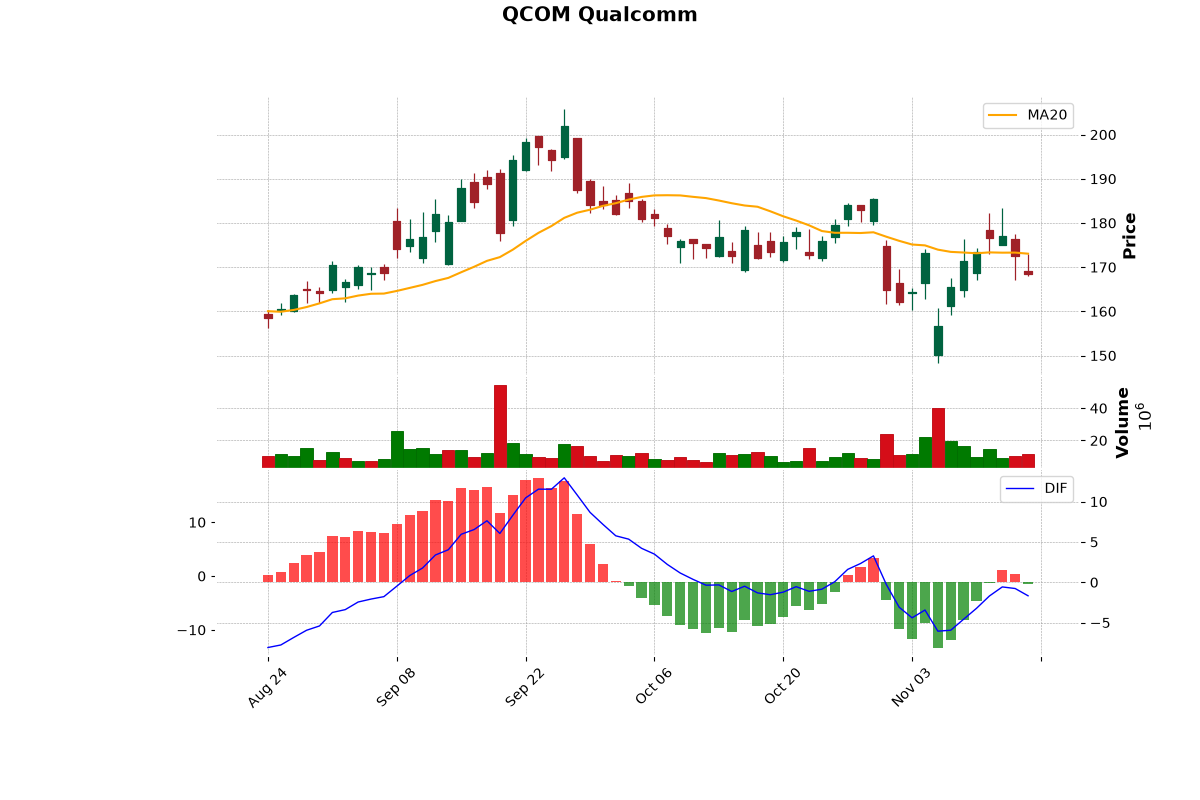 QCOM Qualcomm
MA20
200
190
180
170
160
150
Price
40
20
Volume
10^6
DIF
10
0
−10
10
5
0
−5
Aug 24
Sep 08
Sep 22
Oct 06
Oct 20
Nov 03